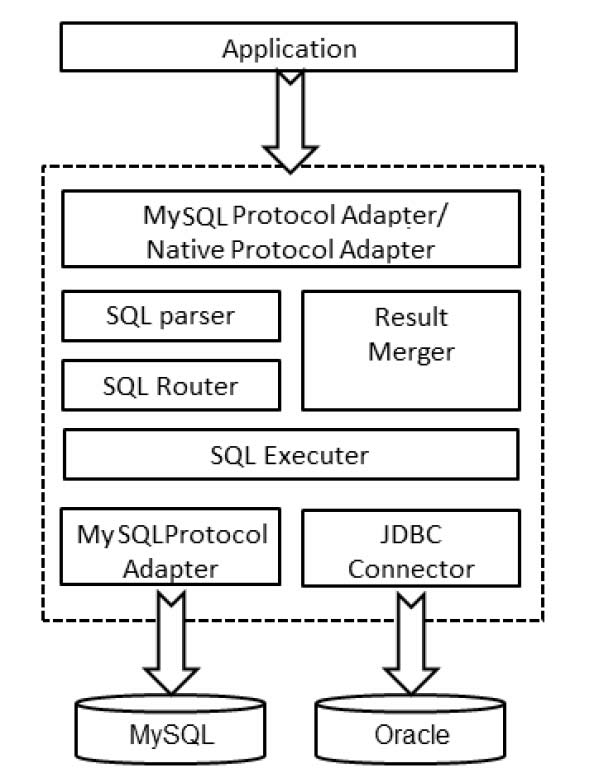 Application
MySQL Protocol Adapter/
Native Protocol Adapter
SQL parser
Result
Merger
SQL Router
SQL Executer
MySQLProtocol
Adapter
JDBC
Connector
MySQL
Oracle